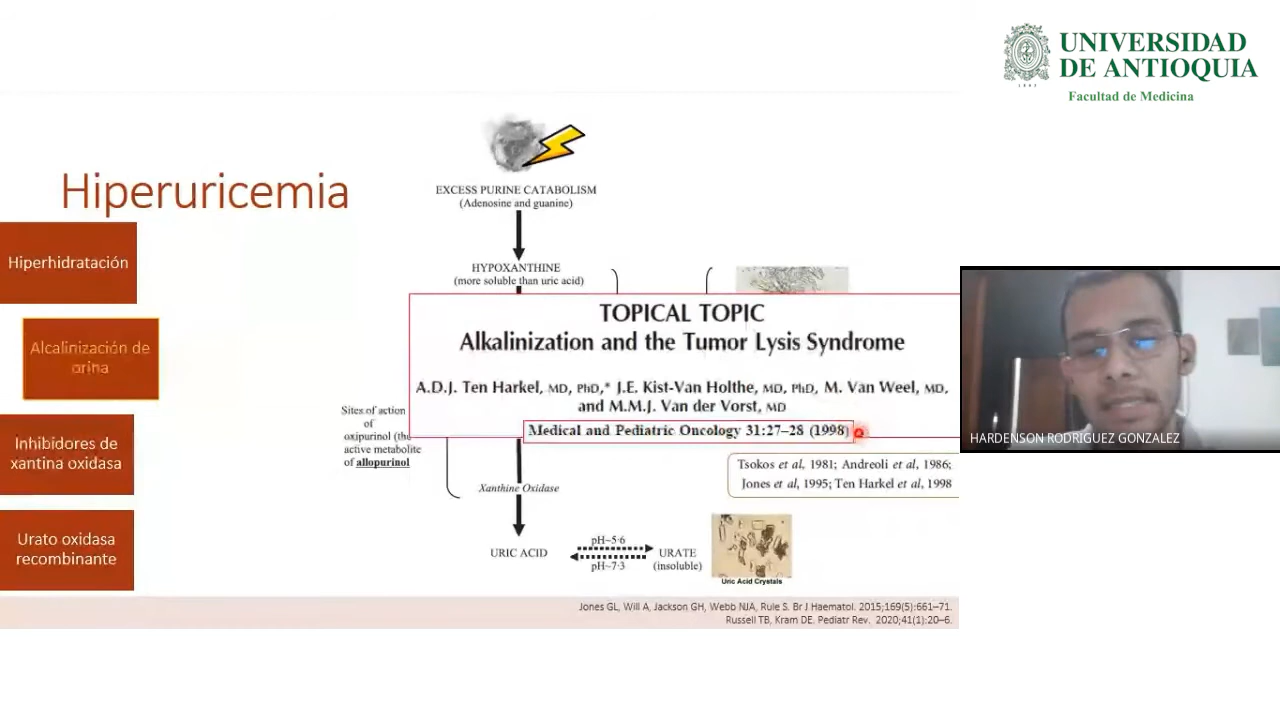 UNIVERSIDAD
DE ANTIOQUIA
Facultad de Medicina
1803
Hiperuricemia
Hiperhidratación
Alcalinización de
orina
Inhibidores de
xantina oxidasa
Urato oxidasa
recombinante
EXCESS PURINE CATABOLISM
(Adenosine and guanine)
HYPOXANTHINE
(more soluble than uric acid)
TOPICAL TOPIC
Alkalinization and the Tumor Lysis Syndrome
A.D.J. Ten Harkel, MD, PhD,* J.E. Kist-Van Holthe, MD, PhD, M. Van Weel, MD,
and M.M.J. Van der Vorst, MD
Medical and Pediatric Oncology 31:27–28 (1998)
Sites of action
of
oxipurinol (the
active metabolite
of allopurinol
Xanthine Oxidase
Tsokos et al, 1981; Andreoli et al, 1986;
Jones et al, 1995; Ten Harkel et al, 1998
URIC ACID
pH~5·6
pH~7·3
URATE
(insoluble)
Uric Acid Crystals
Jones GL, Will A, Jackson GH, Webb NJA, Rule S. Br J Haematol. 2015;169(5):661–71.
Russell TB, Kram DE. Pediatr Rev. 2020;41(1):20–6.
HARDENSON RODRIGUEZ GONZALEZ